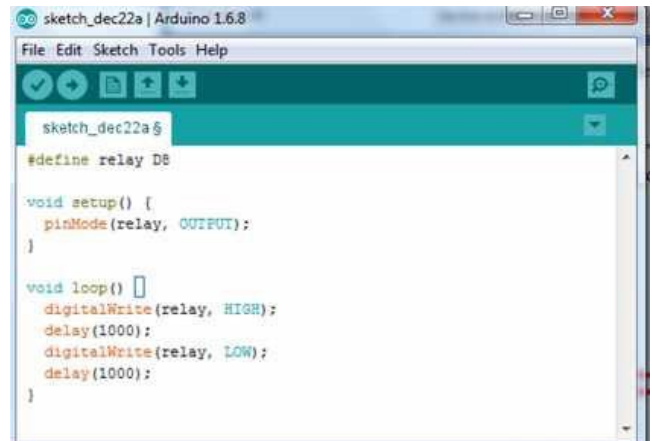 sketch_dec22a | Arduino 1.6.8
File Edit Sketch Tools Help
sketch_dec22a §
#define relay D8
void setup() {
  pinMode(relay, OUTPUT);
}
void loop() {
  digitalWrite(relay, HIGH);
  delay(1000);
  digitalWrite(relay, LOW);
  delay(1000);
}